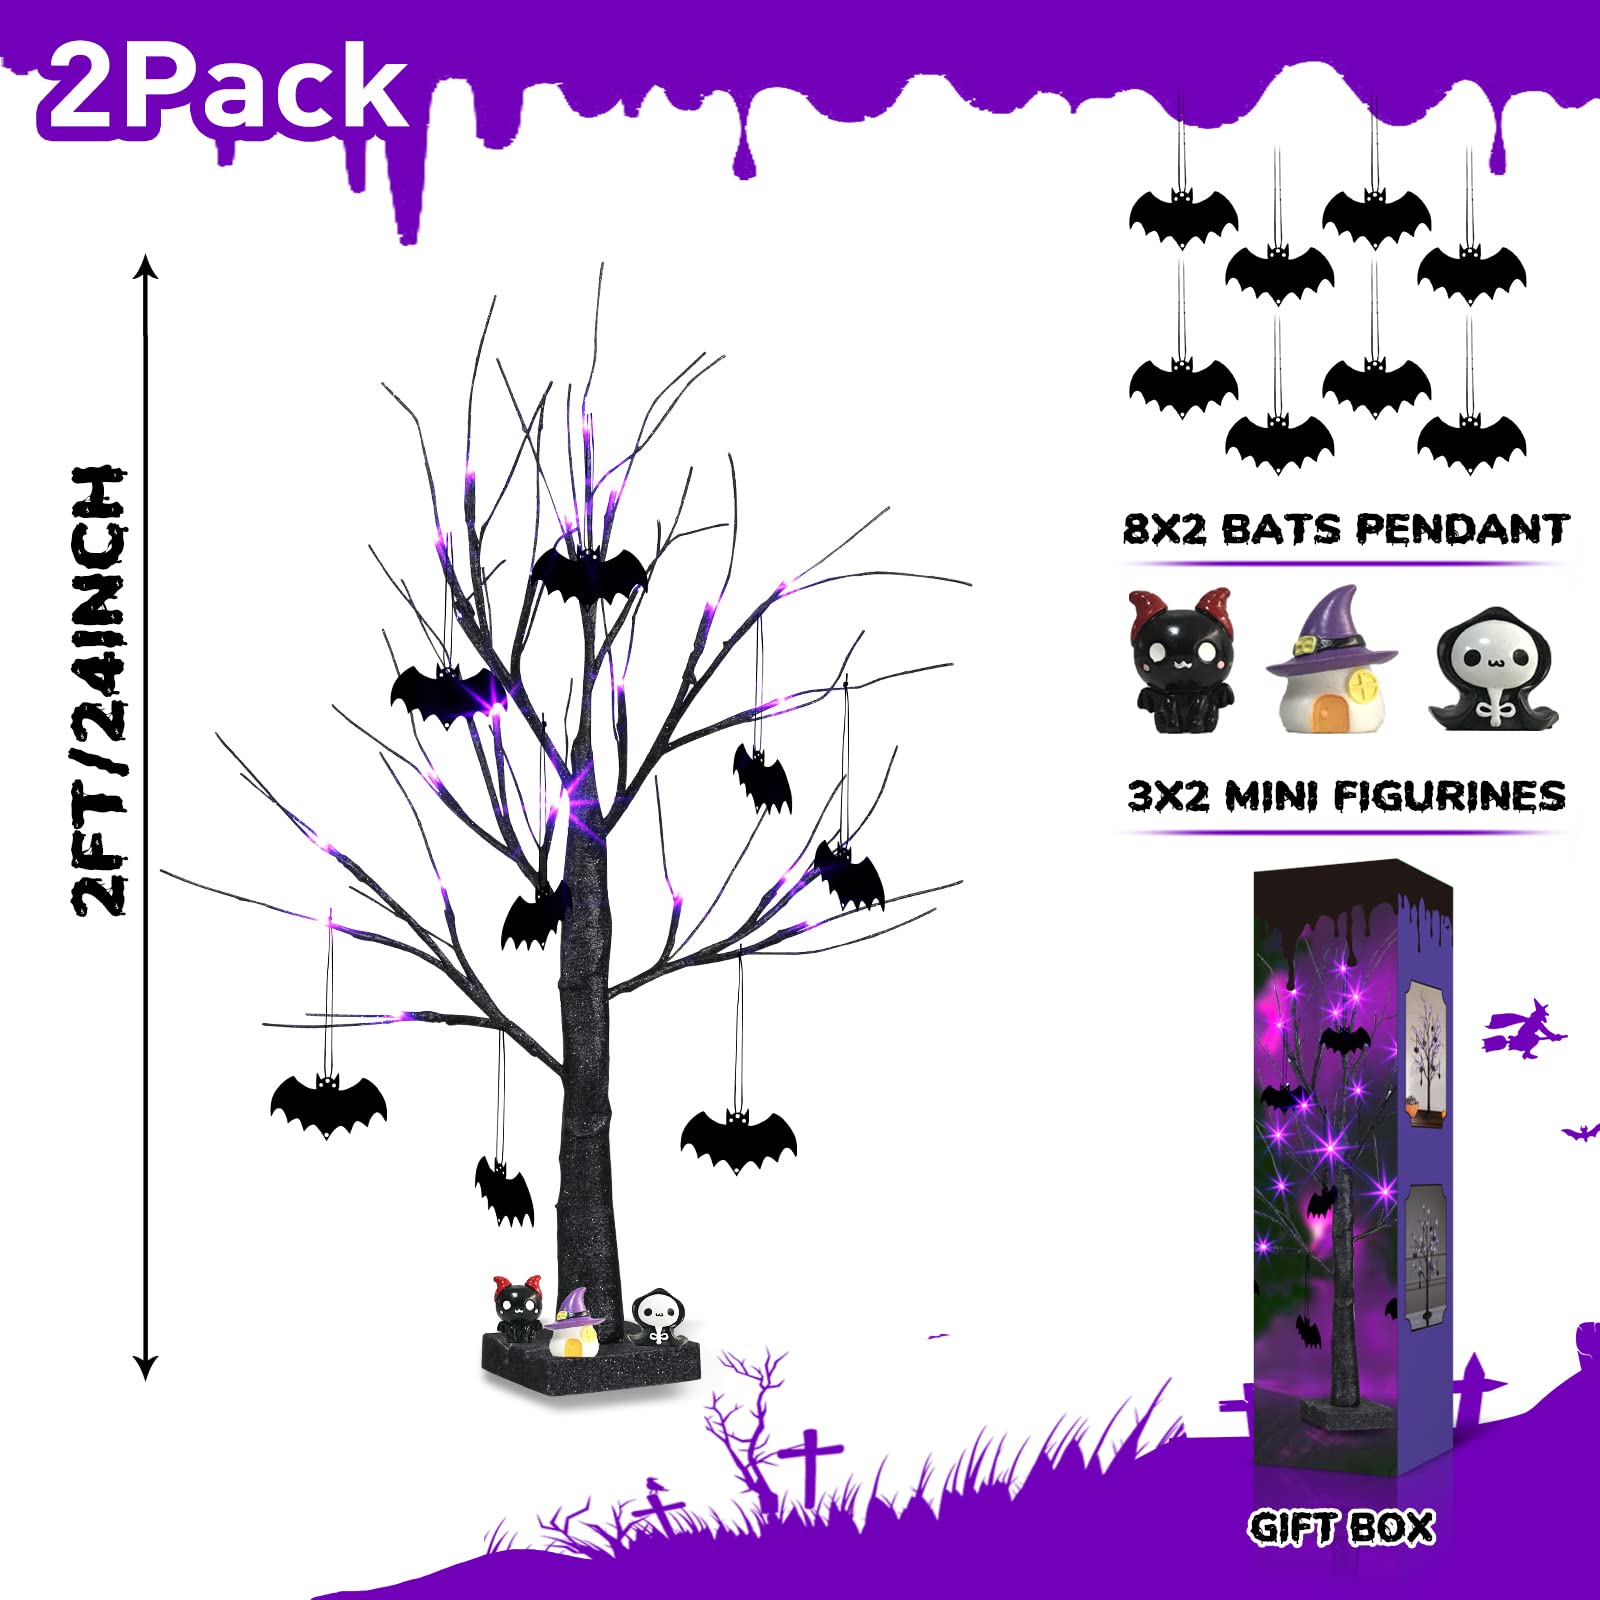 2Pack
2FT/24INCH
8X2 BATS PENDANT
3X2 MINI FIGURINES
GIFT BOX